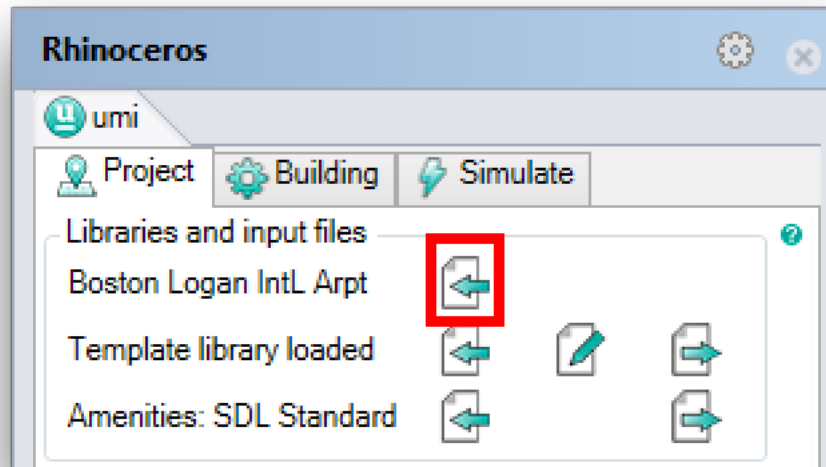 Rhinoceros
umi
Project Building Simulate
Libraries and input files
Boston Logan IntL Arpt
Template library loaded
Amenities: SDL Standard